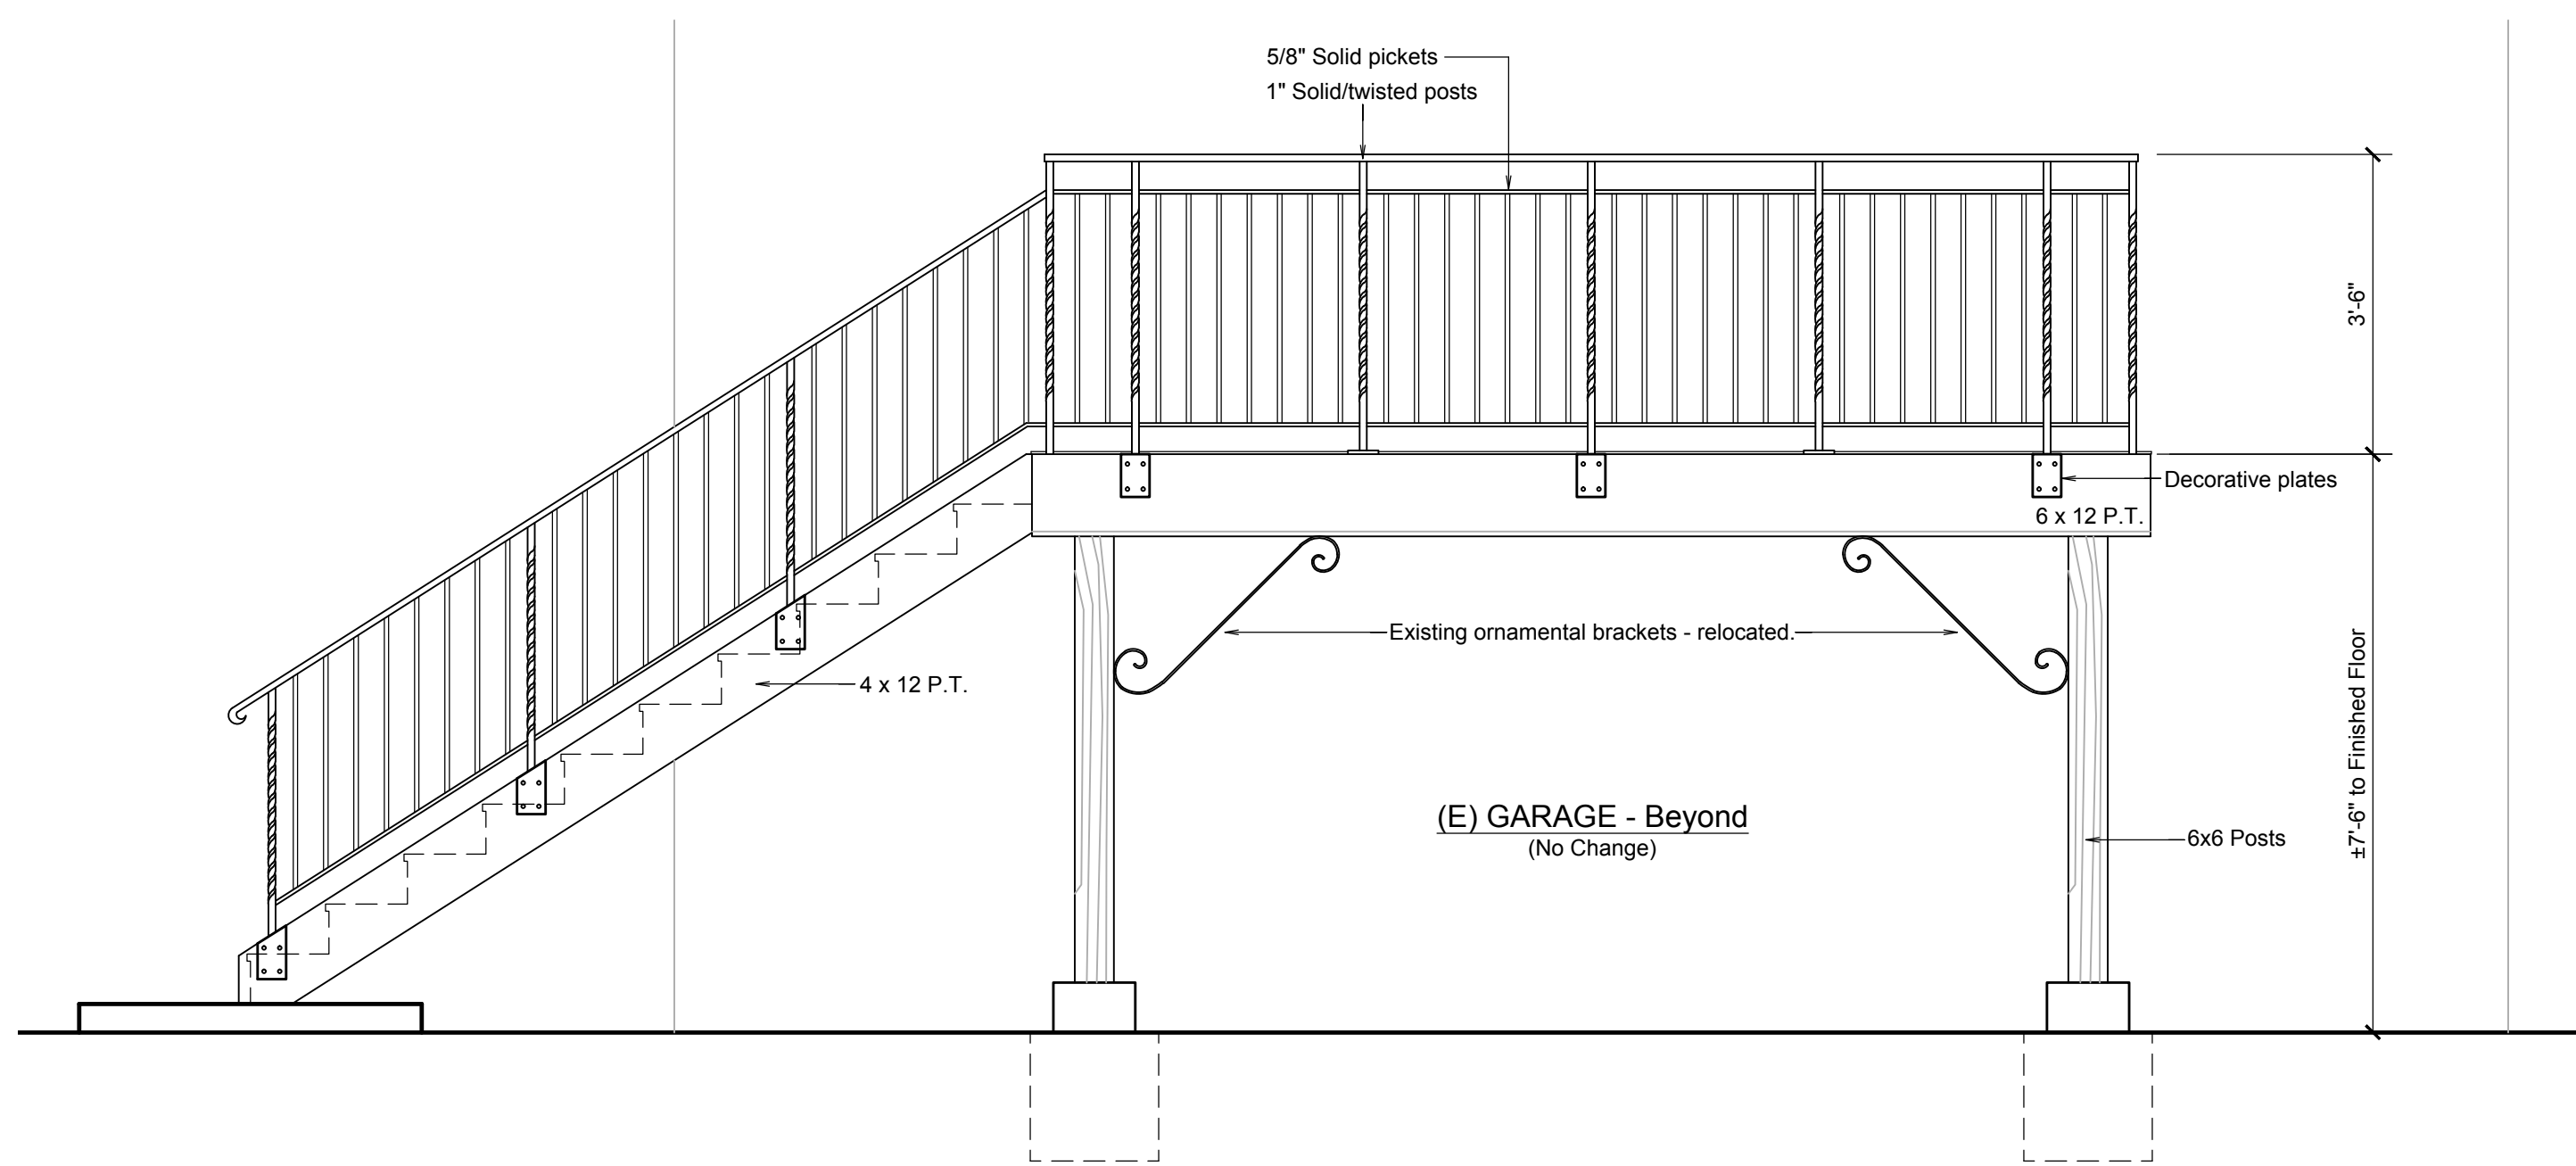 5/8" Solid pickets
1" Solid/twisted posts
3'-6"
Decorative plates
6 x 12 P.T.
Existing ornamental brackets - relocated.
4 x 12 P.T.
±7'-6" to Finished Floor
(E) GARAGE - Beyond
(No Change)
6x6 Posts